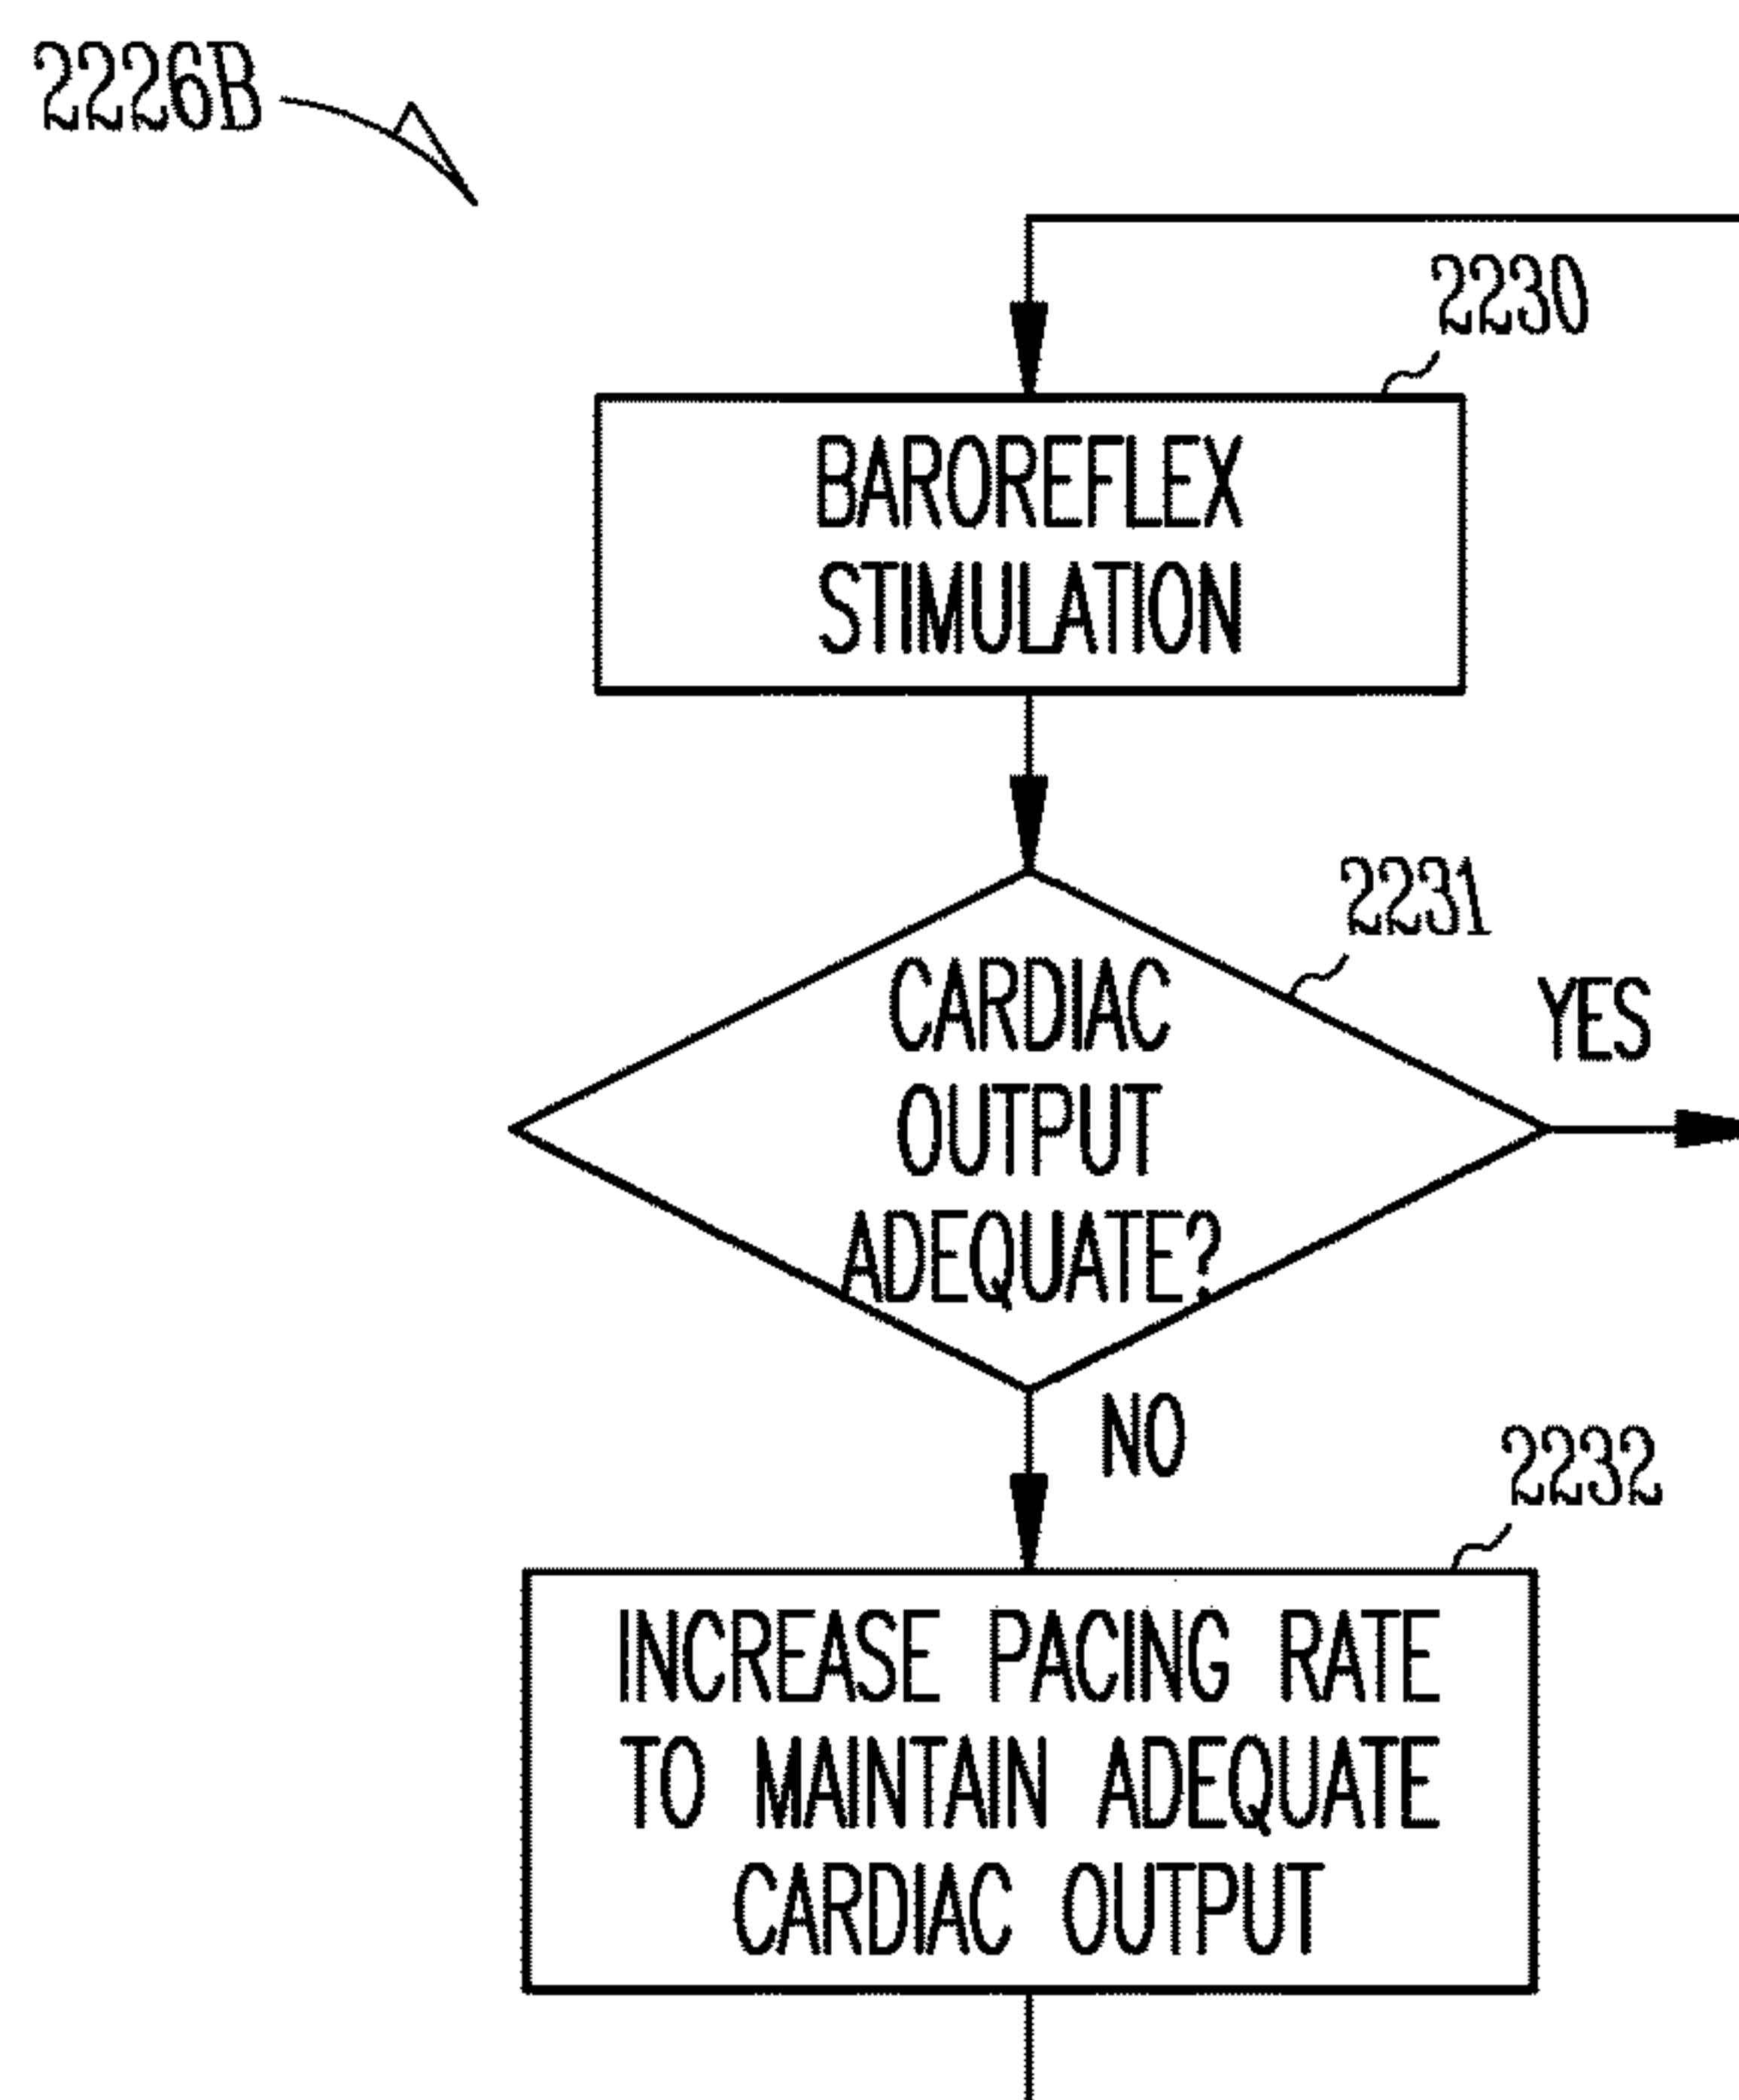 2226B
2230
BAROREFLEX
STIMULATION
2231
CARDIAC
OUTPUT
ADEQUATE?
YES
NO
2232
INCREASE PACING RATE
TO MAINTAIN ADEQUATE
CARDIAC OUTPUT